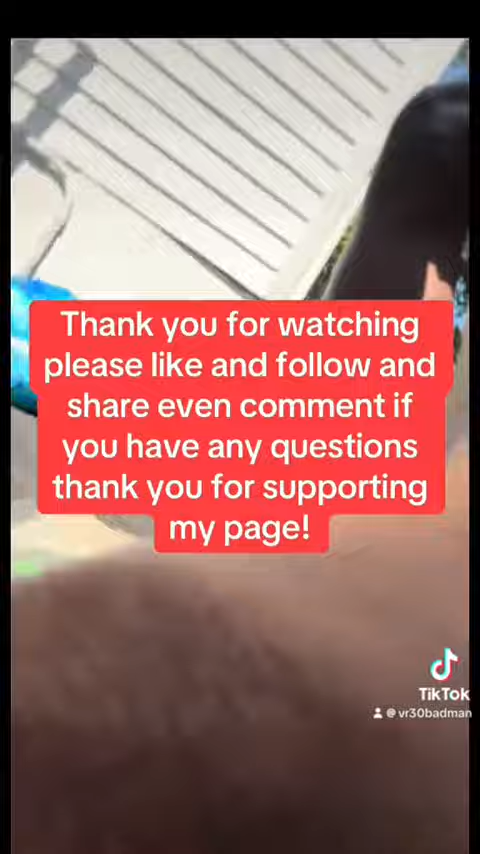 Thank you for watching
please like and follow and
share even comment if
you have any questions
thank you for supporting
my page!
TikTok
@ vr30badman